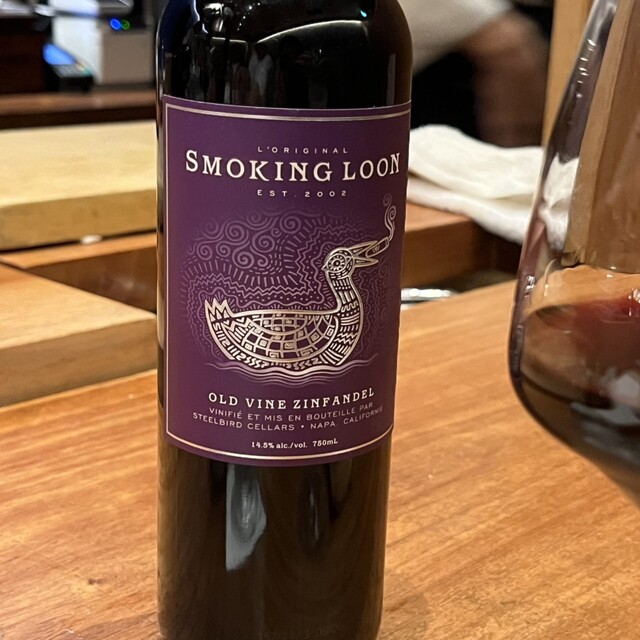 L'ORIGINAL
SMOKING LOON
EST. 2002
OLD VINE ZINFANDEL
VINIFIÉ ET MIS EN BOUTEILLE PAR
STEELBIRD CELLARS • NAPA, CALIFORNIE
14.5% alc./vol. 750mL